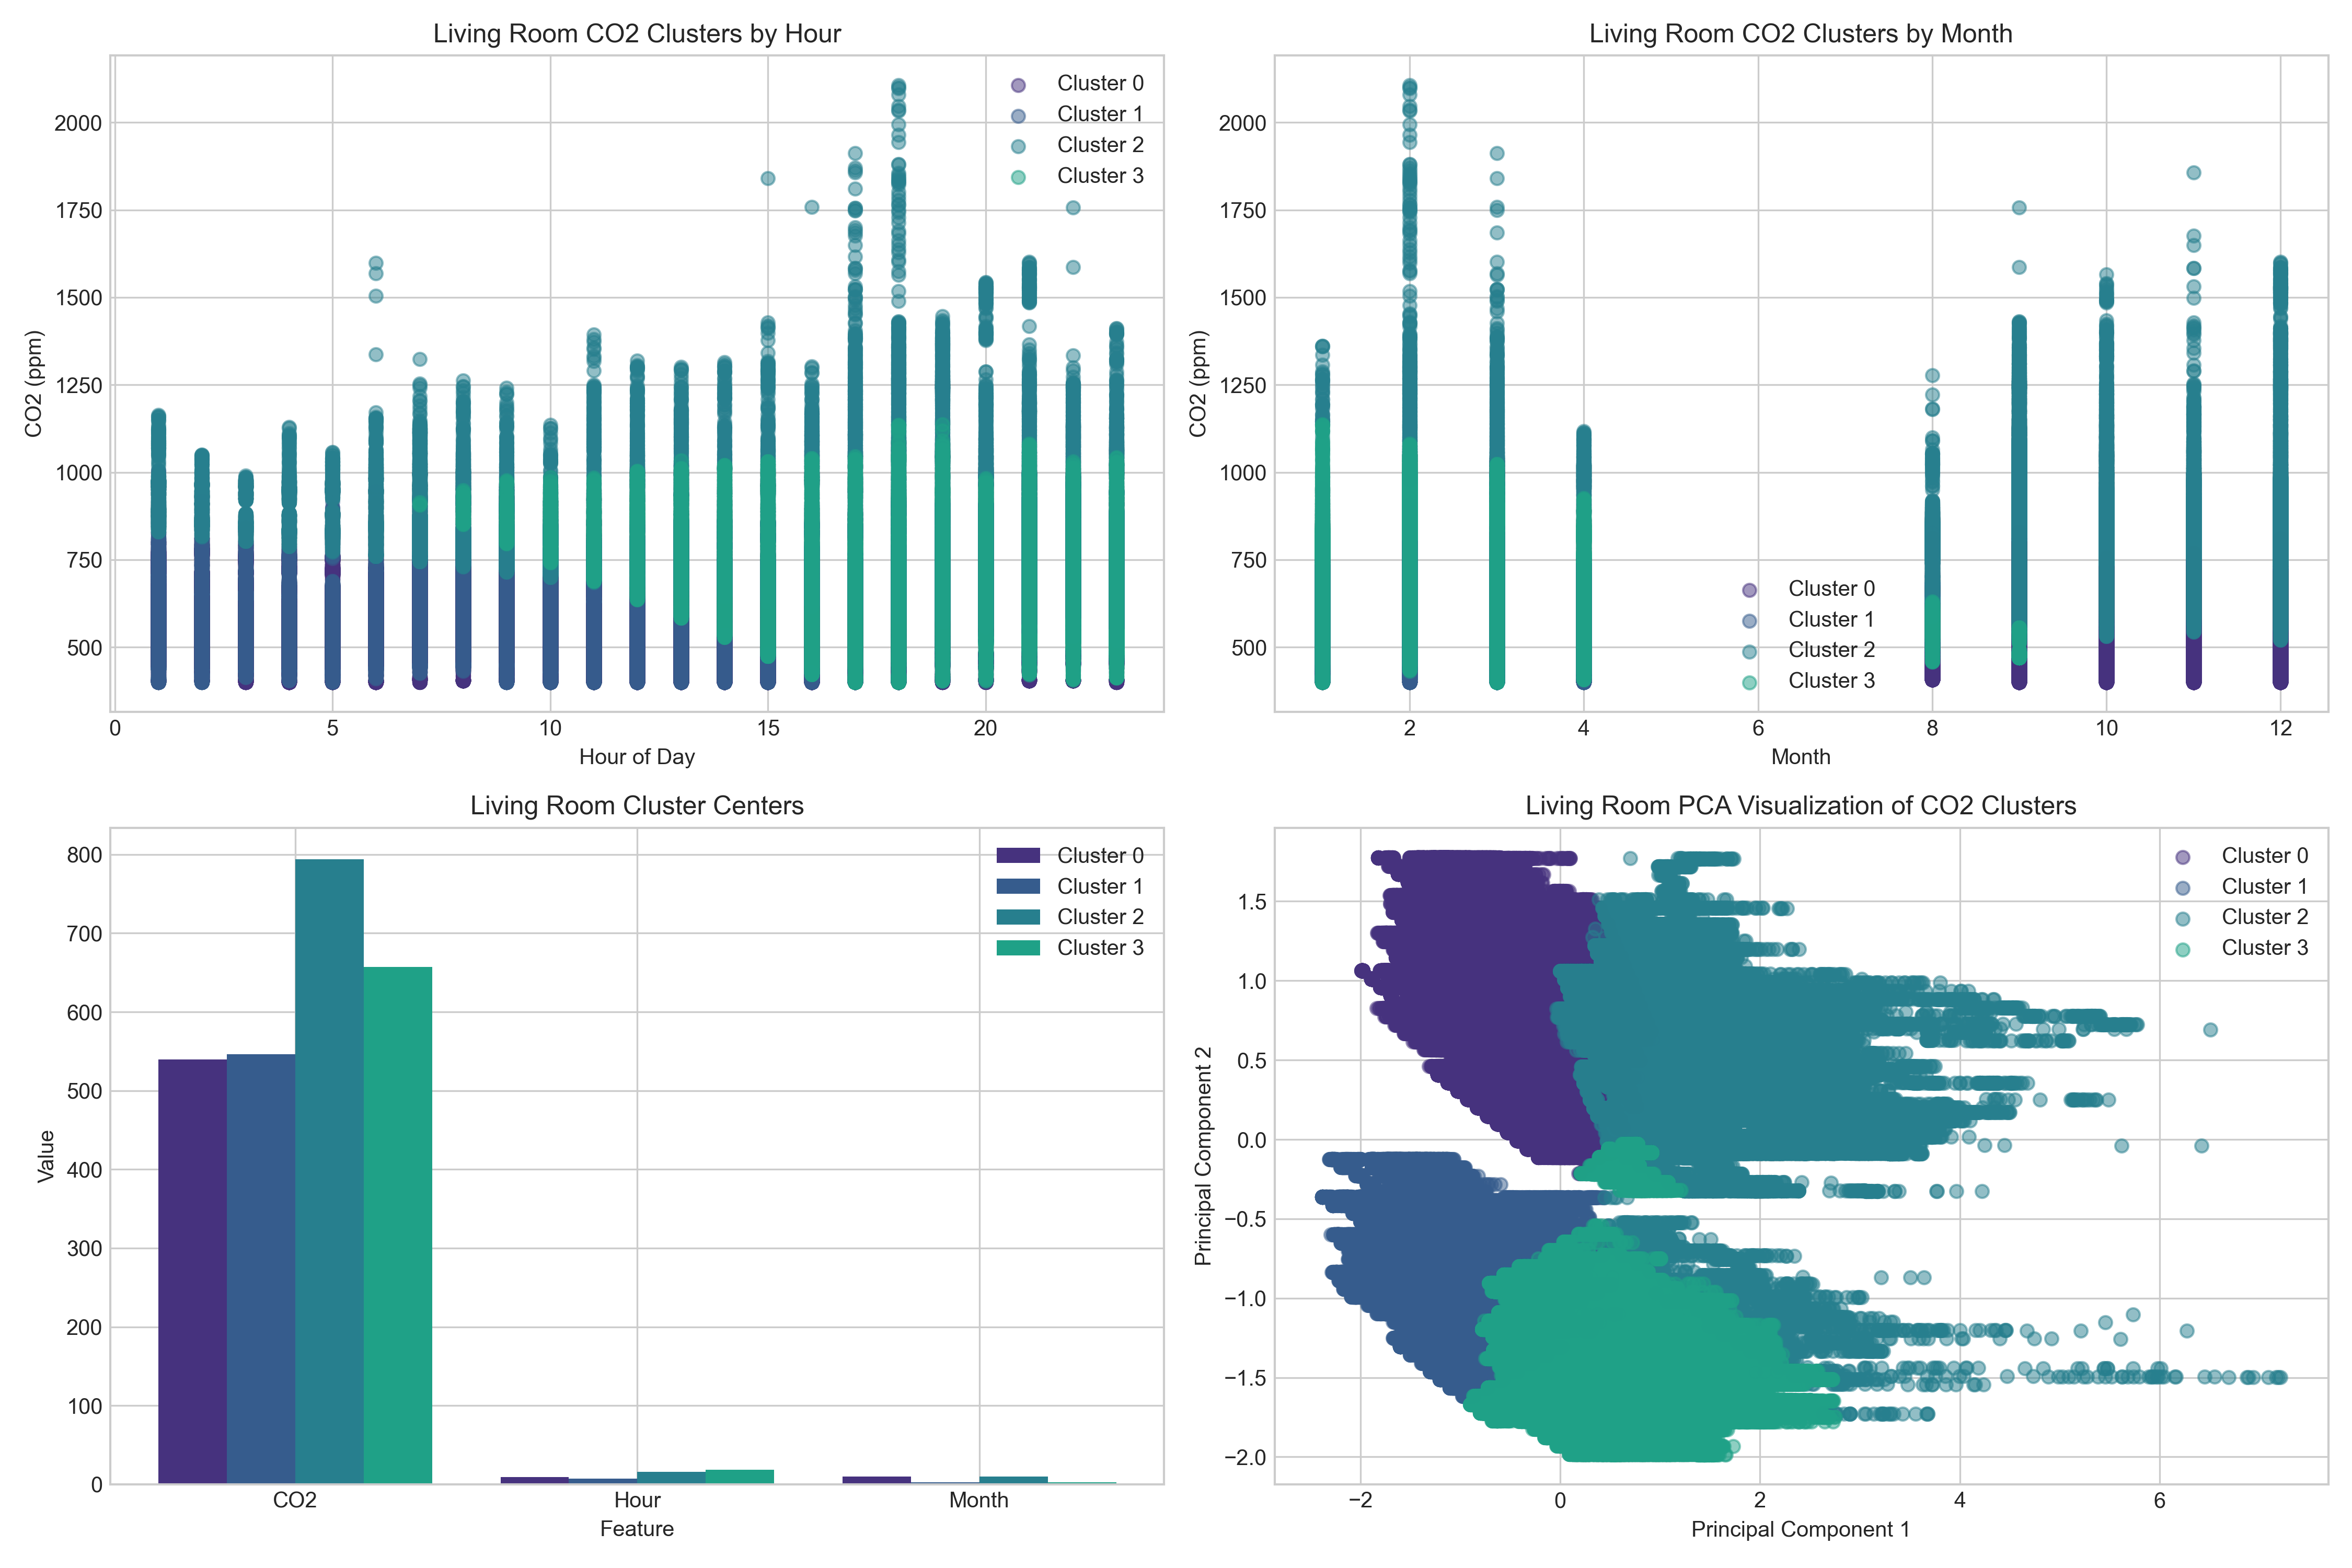 Living Room CO2 Clusters by Hour
Cluster 0
Cluster 1
Cluster 2
Cluster 3
2000
1750
1500
1250
1000
750
500
CO2 (ppm)
0 5 10 15 20
Hour of Day
Living Room CO2 Clusters by Month
2000
1750
1500
1250
1000
750
500
CO2 (ppm)
Cluster 0
Cluster 1
Cluster 2
Cluster 3
2 4 6 8 10 12
Month
Living Room Cluster Centers
Cluster 0
Cluster 1
Cluster 2
Cluster 3
800
700
600
500
400
300
200
100
0
Value
CO2 Hour Month
Feature
Living Room PCA Visualization of CO2 Clusters
Cluster 0
Cluster 1
Cluster 2
Cluster 3
1.5
1.0
0.5
0.0
−0.5
−1.0
−1.5
−2.0
Principal Component 2
−2 0 2 4 6
Principal Component 1